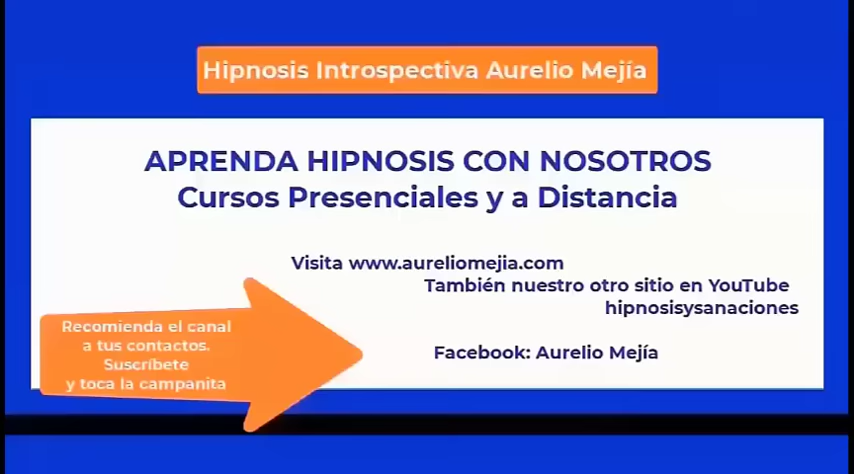 Hipnosis Introspectiva Aurelio Mejía
APRENDA HIPNOSIS CON NOSOTROS
Cursos Presenciales y a Distancia
Visita www.aureliomejia.com
También nuestro otro sitio en YouTube
hipnosisysanaciones
Facebook: Aurelio Mejía
Recomienda el canal
a tus contactos.
Suscríbete
y toca la campanita